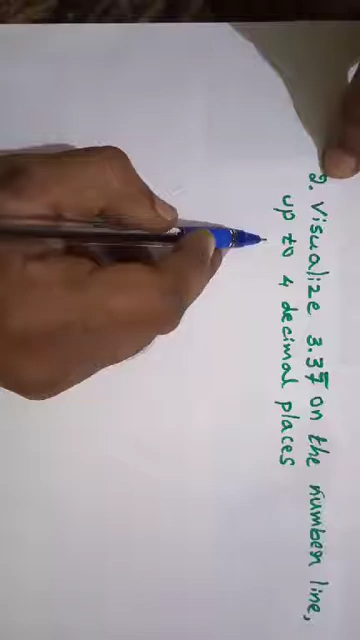 2. Visualize 3.37̅ on the number line,
up to 4 decimal places